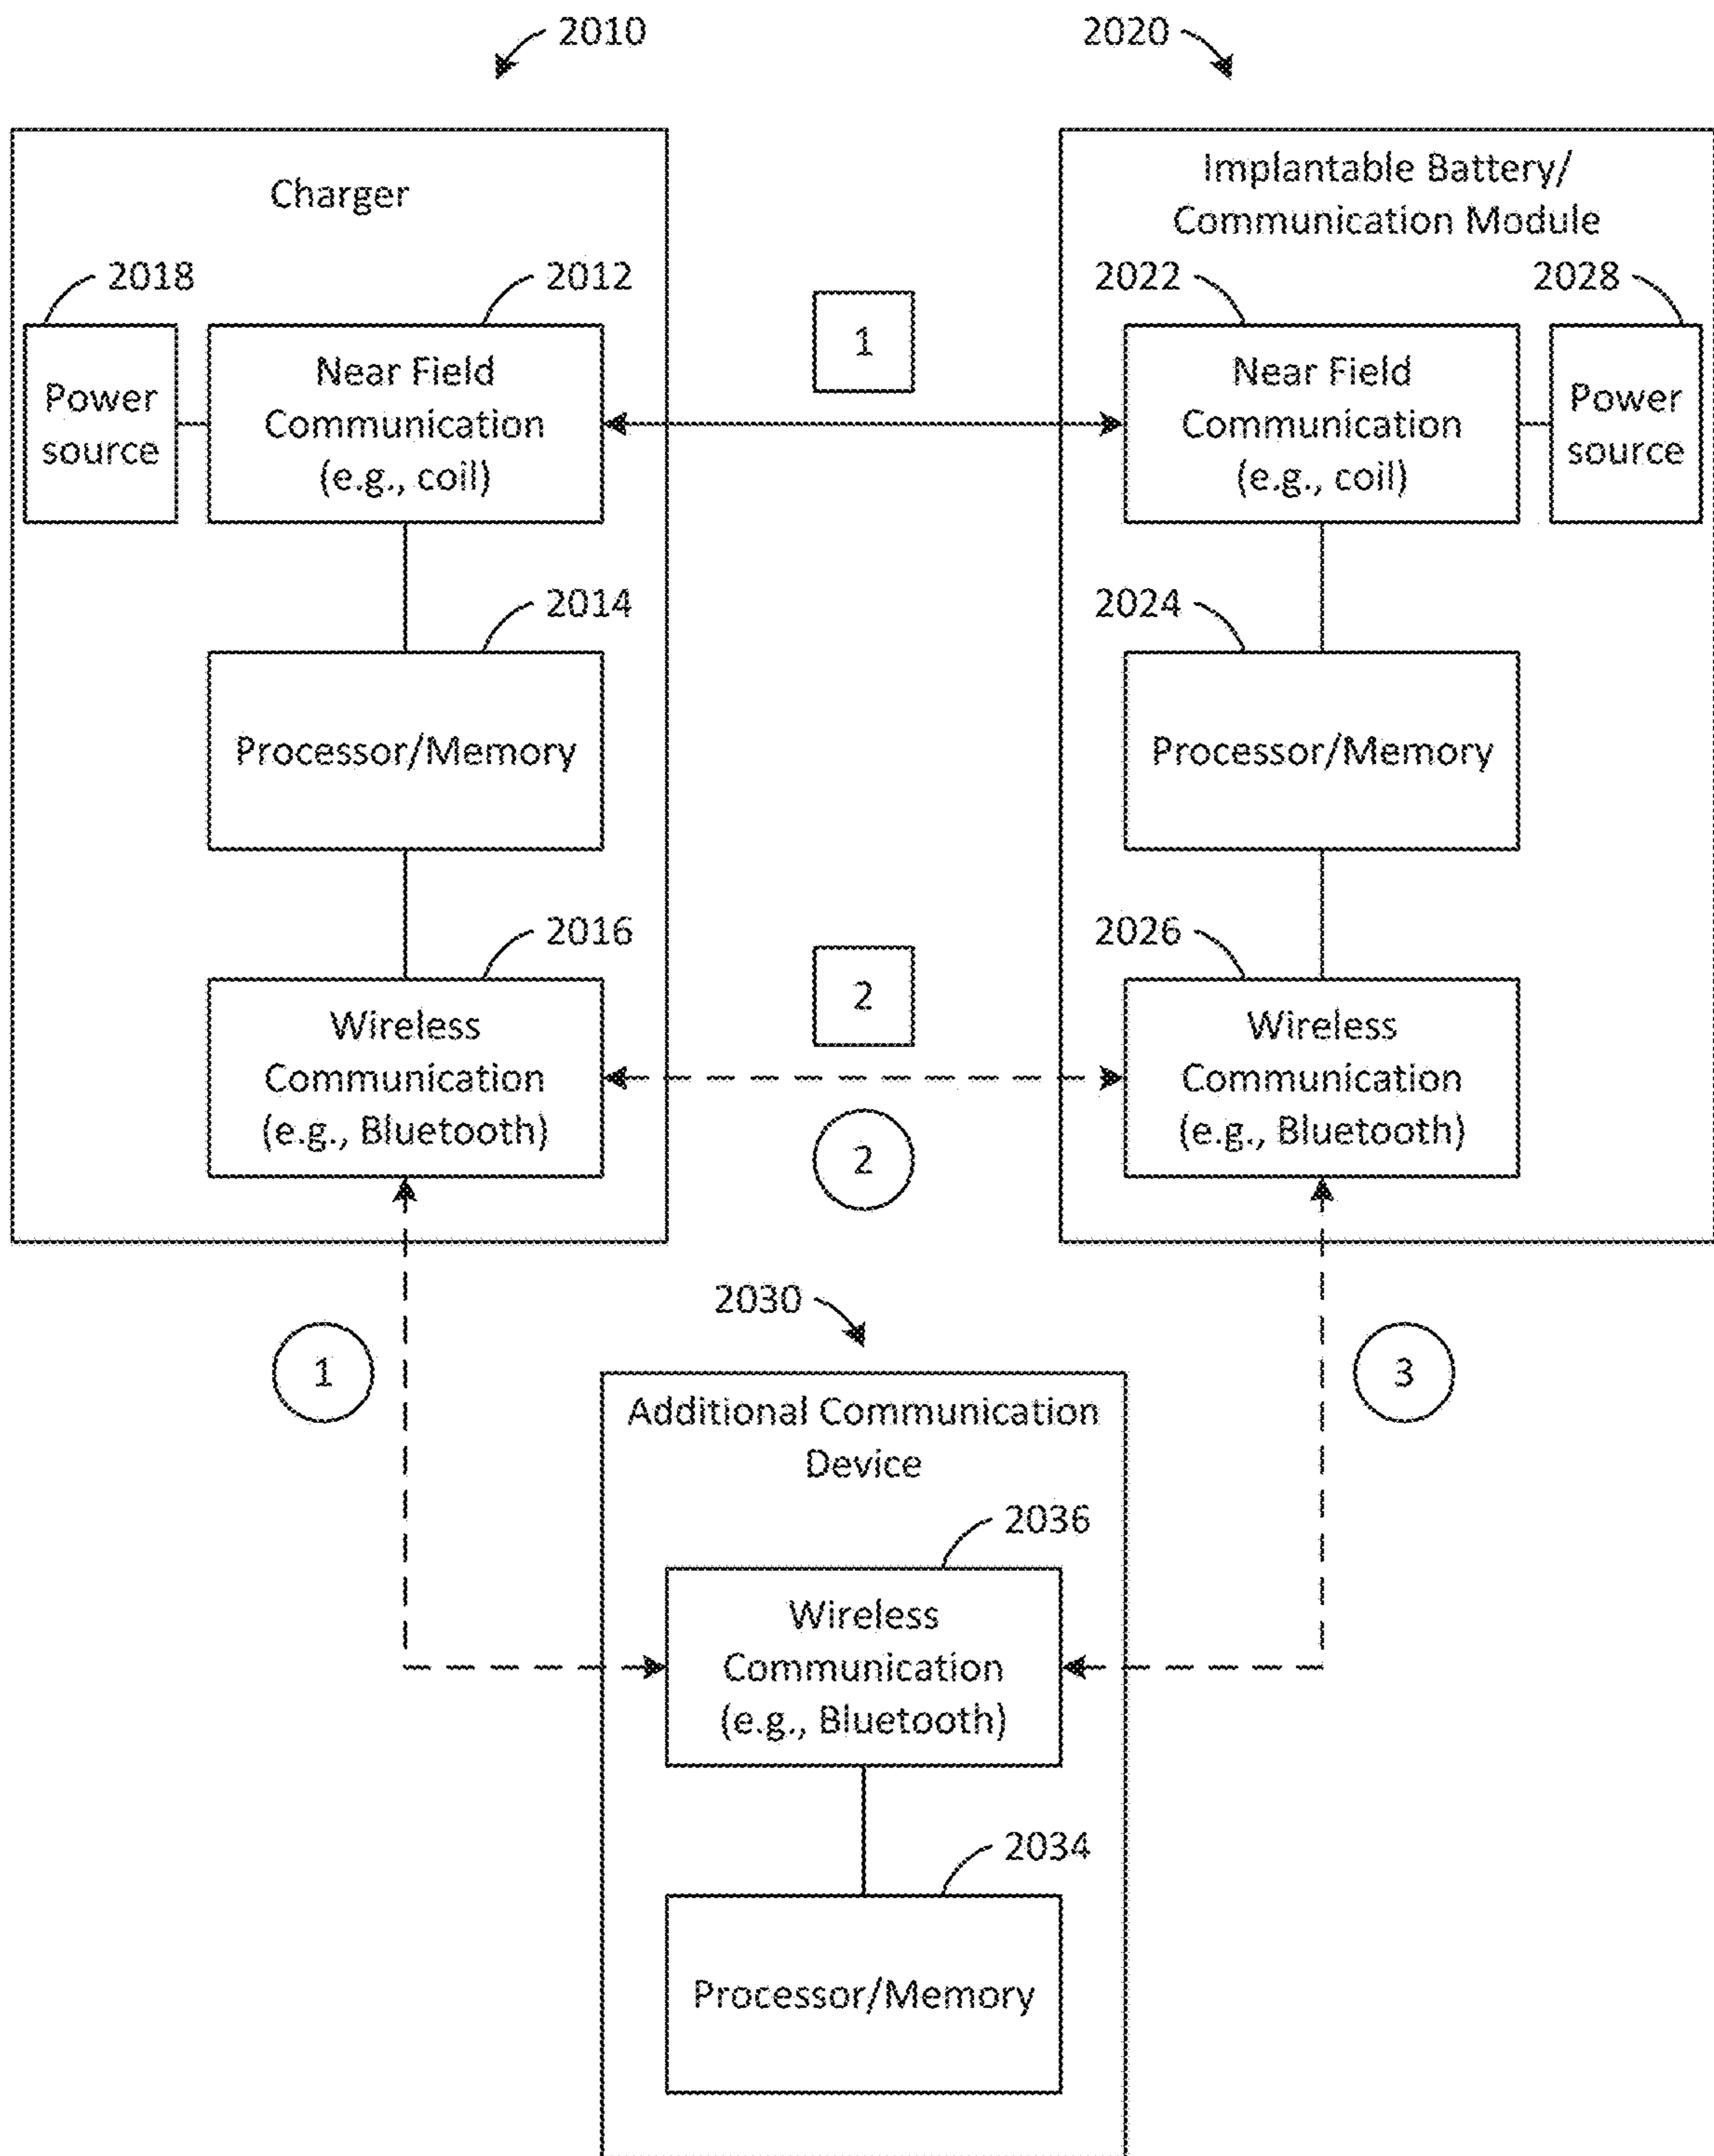 2010
2020
Charger
Implantable Battery/
Communication Module
2018
2012
2022
2028
Power
source
Near Field
Communication
(e.g., coil)
1
Near Field
Communication
(e.g., coil)
Power
source
2014
2024
Processor/Memory
Processor/Memory
2016
2026
Wireless
Communication
(e.g., Bluetooth)
2
2
Wireless
Communication
(e.g., Bluetooth)
2030
1
3
Additional Communication
Device
2036
Wireless
Communication
(e.g., Bluetooth)
2034
Processor/Memory